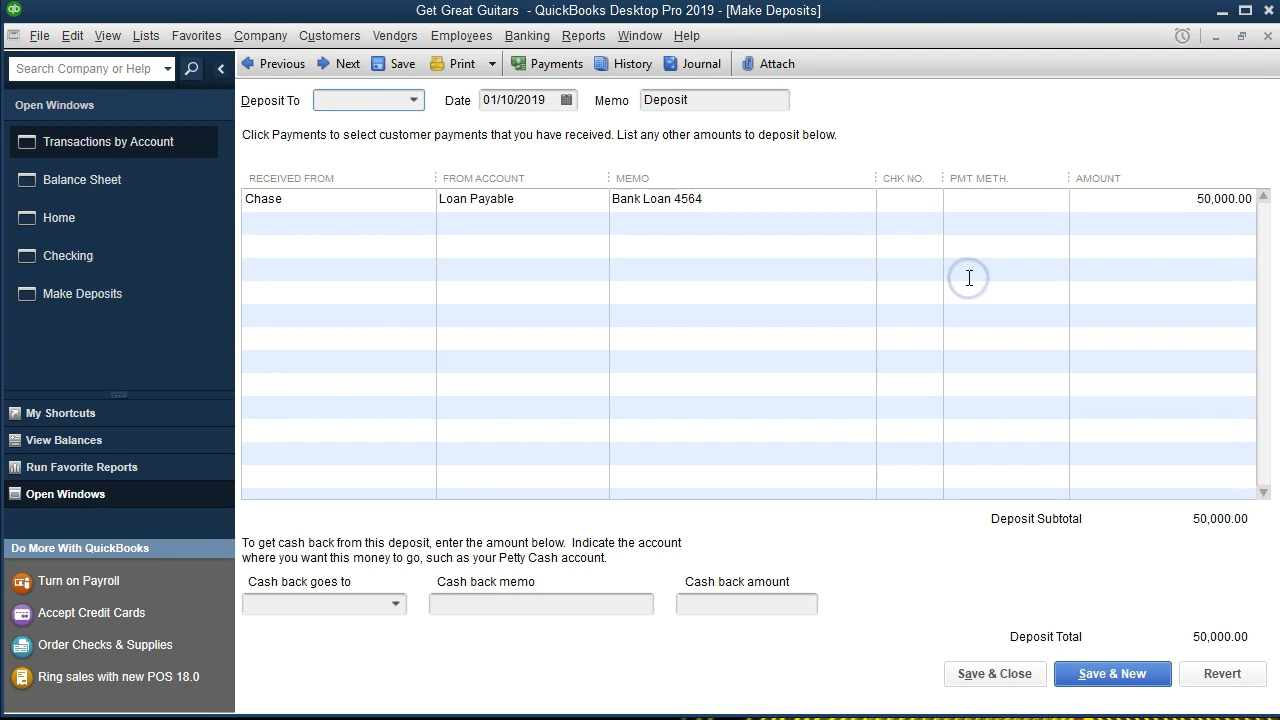 Get Great Guitars - QuickBooks Desktop Pro 2019 - [Make Deposits]
File Edit View Lists Favorites Company Customers Vendors Employees Banking Reports Window Help
Search Company or Help
Previous Next Save Print Payments History Journal Attach
Open Windows
Transactions by Account
Balance Sheet
Home
Checking
Make Deposits
My Shortcuts
View Balances
Run Favorite Reports
Open Windows
Do More With QuickBooks
Turn on Payroll
Accept Credit Cards
Order Checks & Supplies
Ring sales with new POS 18.0
Deposit To Date 01/10/2019 Memo Deposit
Click Payments to select customer payments that you have received. List any other amounts to deposit below.
RECEIVED FROM FROM ACCOUNT MEMO CHK NO. PMT METH. AMOUNT
Chase Loan Payable Bank Loan 4564 50,000.00
Deposit Subtotal 50,000.00
To get cash back from this deposit, enter the amount below. Indicate the account
where you want this money to go, such as your Petty Cash account.
Cash back goes to Cash back memo Cash back amount
Deposit Total 50,000.00
Save & Close Save & New Revert